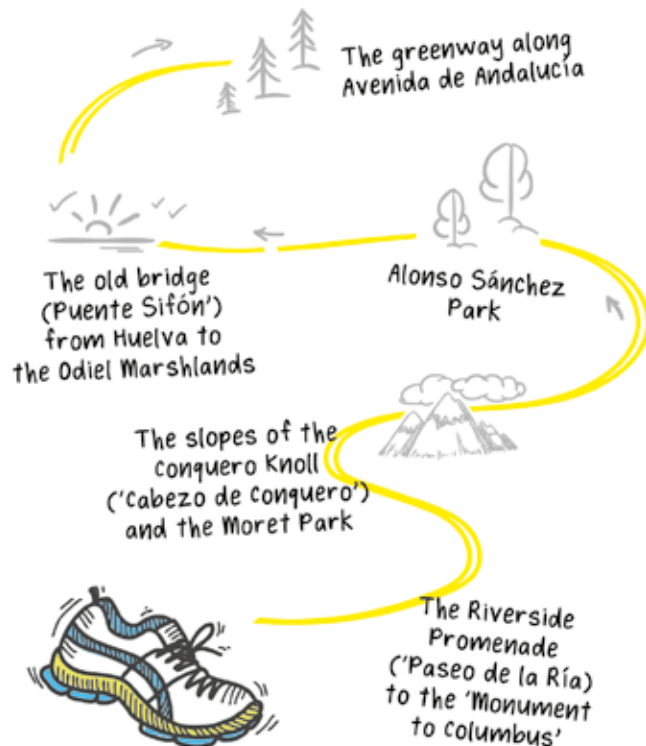 The greenway along
Avenida de Andalucía
The old bridge
('Puente Sifón')
from Huelva to
the Odiel Marshlands
Alonso Sánchez
Park
The slopes of the
Conquero Knoll
('Cabezo de Conquero')
and the Moret Park
The Riverside
Promenade
('Paseo de la Ría)
to the 'Monument
to Columbus'